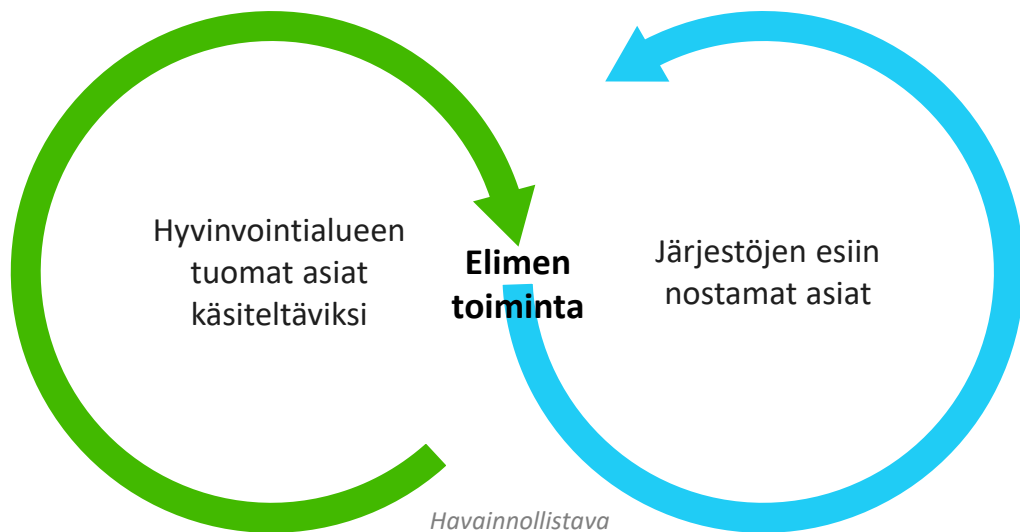 Hyvinvointialueen
tuomat asiat
käsiteltäviksi
Elimen
toiminta
Järjestöjen esiin
nostamat asiat
Havainnollistava